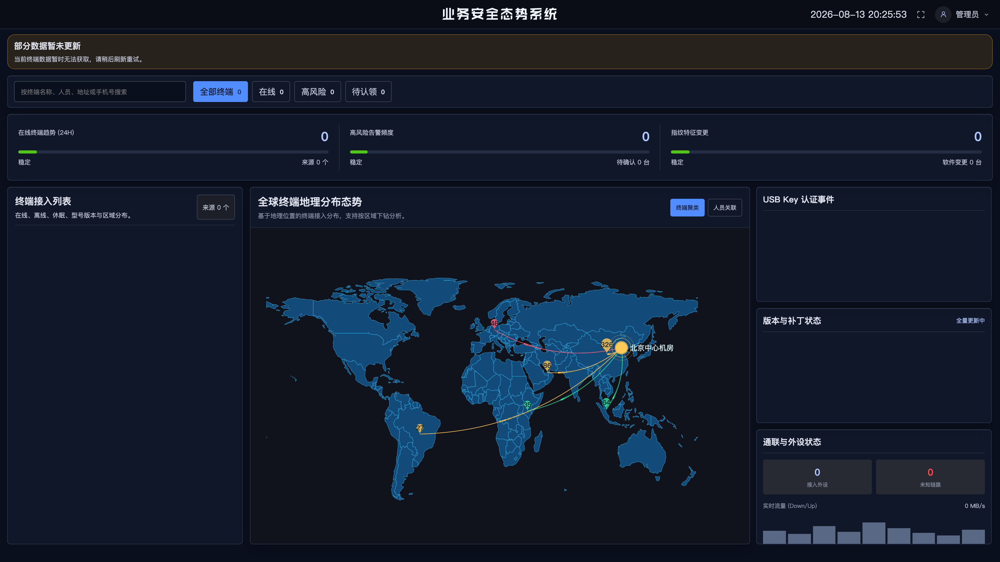 业务安全态势系统
2026-08-13 20:25:53
管理员
部分数据暂未更新
当前终端数据暂时无法获取，请稍后刷新重试。
按终端名称、人员、地址或手机号搜索
全部终端 0
在线 0
高风险 0
待认领 0
在线终端趋势 (24H)
0
稳定
来源 0 个
高风险告警频度
0
稳定
待确认 0 台
指纹特征变更
0
稳定
软件变更 0 台
终端接入列表
在线、离线、休眠、型号版本与区域分布。
来源 0 个
全球终端地理分布态势
基于地理位置的终端接入分布，支持按区域下钻分析。
终端聚类
人员关联
48
326
北京中心机房
86
35
64
27
USB Key 认证事件
版本与补丁状态
全量更新中
通联与外设状态
0
接入外设
0
未知链路
实时流量 (Down/Up)
0 MB/s